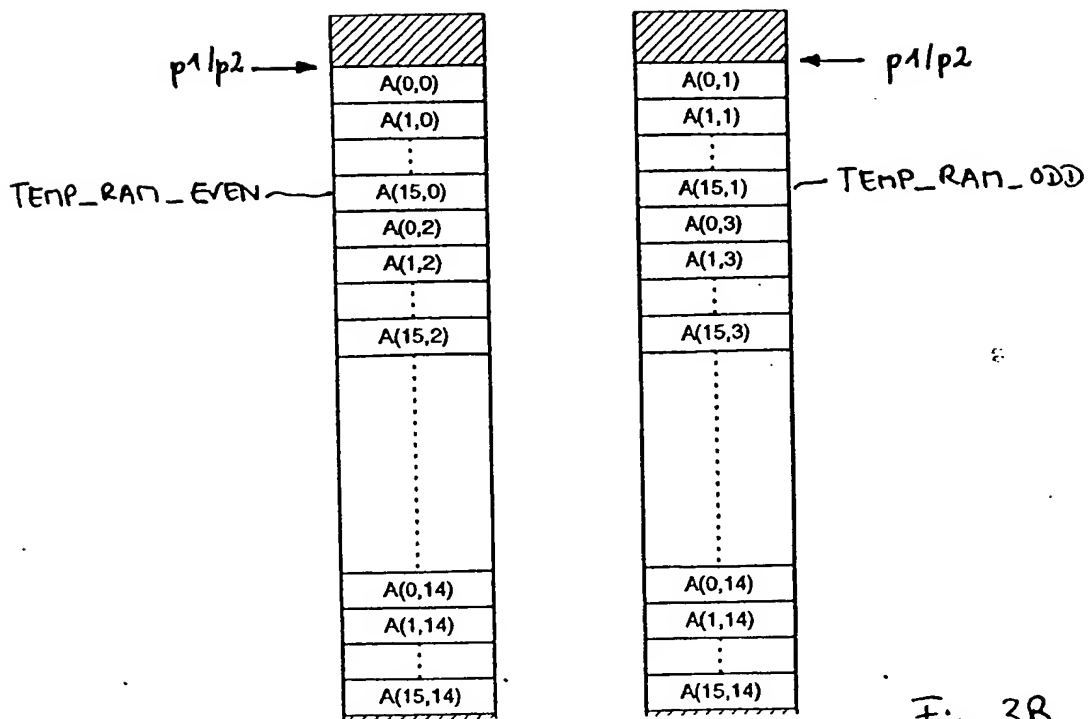 p1/p2
A(0,0)
A(1,0)
TEMP_RAM_EVEN
A(15,0)
A(0,2)
A(1,2)
A(15,2)
A(0,14)
A(1,14)
A(15,14)
p1/p2
A(0,1)
A(1,1)
A(15,1)
TEMP_RAM_ODD
A(0,3)
A(1,3)
A(15,3)
A(0,14)
A(1,14)
A(15,14)
3B